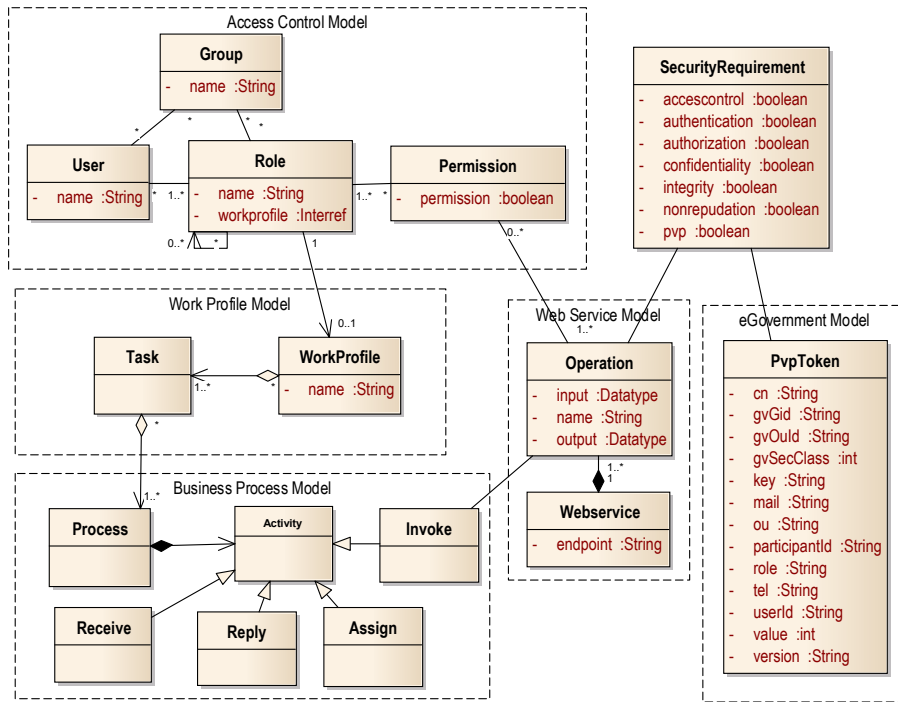 Access Control Model
Group
- name :String
* *
* *
User
- name :String
* 1..*
Role
- name :String
- workprofile :Interref
0..* *
1
1..* *
Permission
- permission :boolean
0..*
SecurityRequirement
- accescontrol :boolean
- authentication :boolean
- authorization :boolean
- confidentiality :boolean
- integrity :boolean
- nonrepudation :boolean
- pvp :boolean
Work Profile Model
0..1
Task
1..* *
WorkProfile
- name :String
*
1..*
Web Service Model
1..*
Operation
- input :Datatype
- name :String
- output :Datatype
1..*
1
Webservice
- endpoint :String
eGovernment Model
PvpToken
- cn :String
- gvGid :String
- gvOuId :String
- gvSecClass :int
- key :String
- mail :String
- ou :String
- participantId :String
- role :String
- tel :String
- userId :String
- value :int
- version :String
Business Process Model
Process
Activity
Invoke
Receive
Reply
Assign